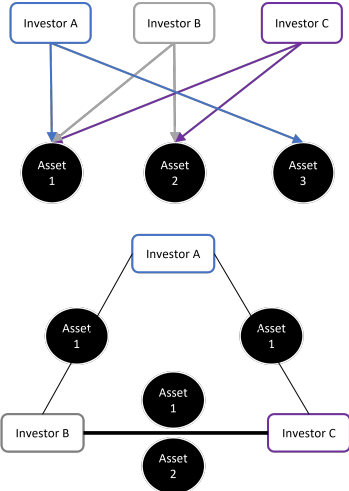 Investor A
Investor B
Investor C
Asset
1
Asset
2
Asset
3
Investor A
Asset
1
Asset
1
Asset
1
Investor B
Investor C
Asset
2